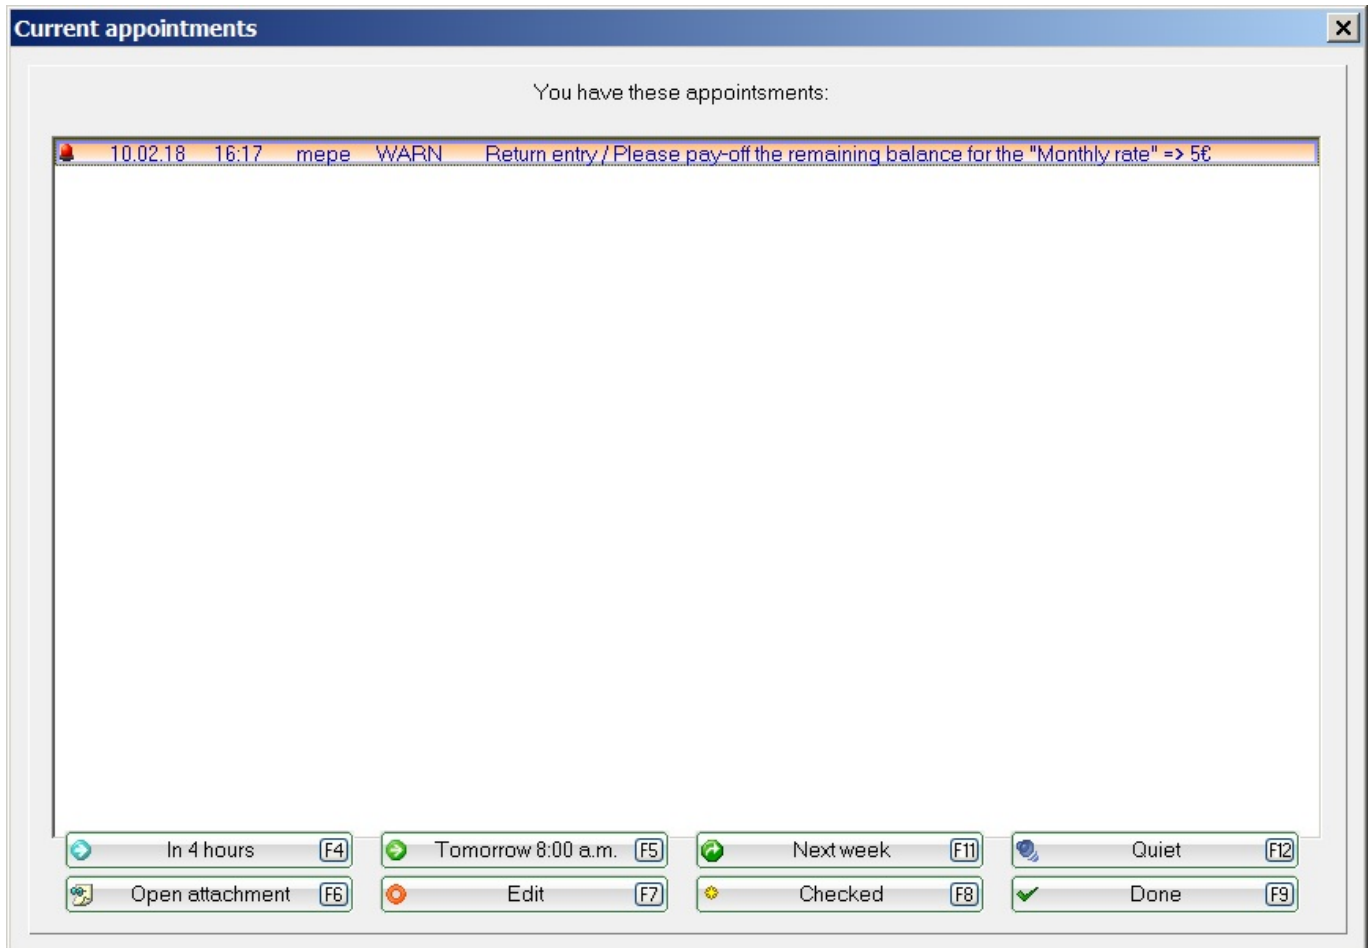 Current appointments
You have these appointsments:
10.02.18 16:17 mepe WARN Return entry / Please pay-off the remaining balance for the "Monthly rate" => 5€
In 4 hours F4 Tomorrow 8:00 a.m. F5 Next week F11 Quiet F12
Open attachment F6 Edit F7 Checked F8 Done F9